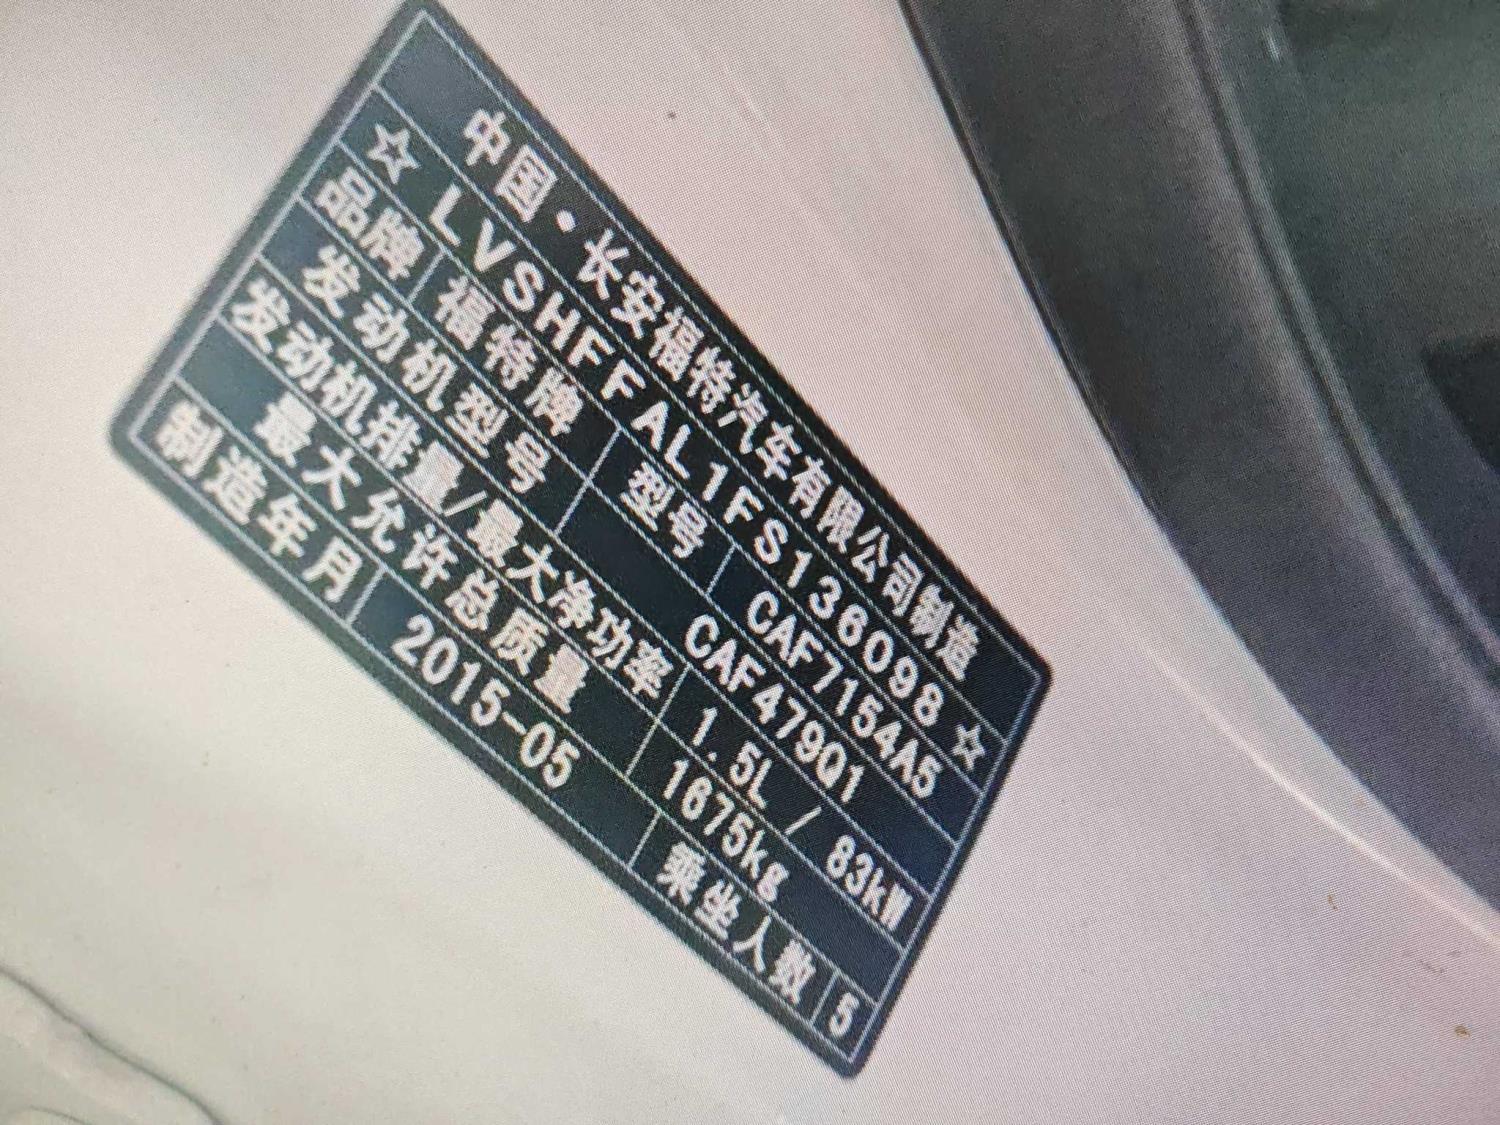 中国·长安福特汽车有限公司制造
☆LVSHFFAL1FS136098☆
品牌 福特牌 型号 CAF7154A5
发动机型号 CAF479Q1
发动机排量/最大净功率 1.5L / 83kW
最大允许总质量 1675kg
制造年月 2015-05 乘坐人数 5